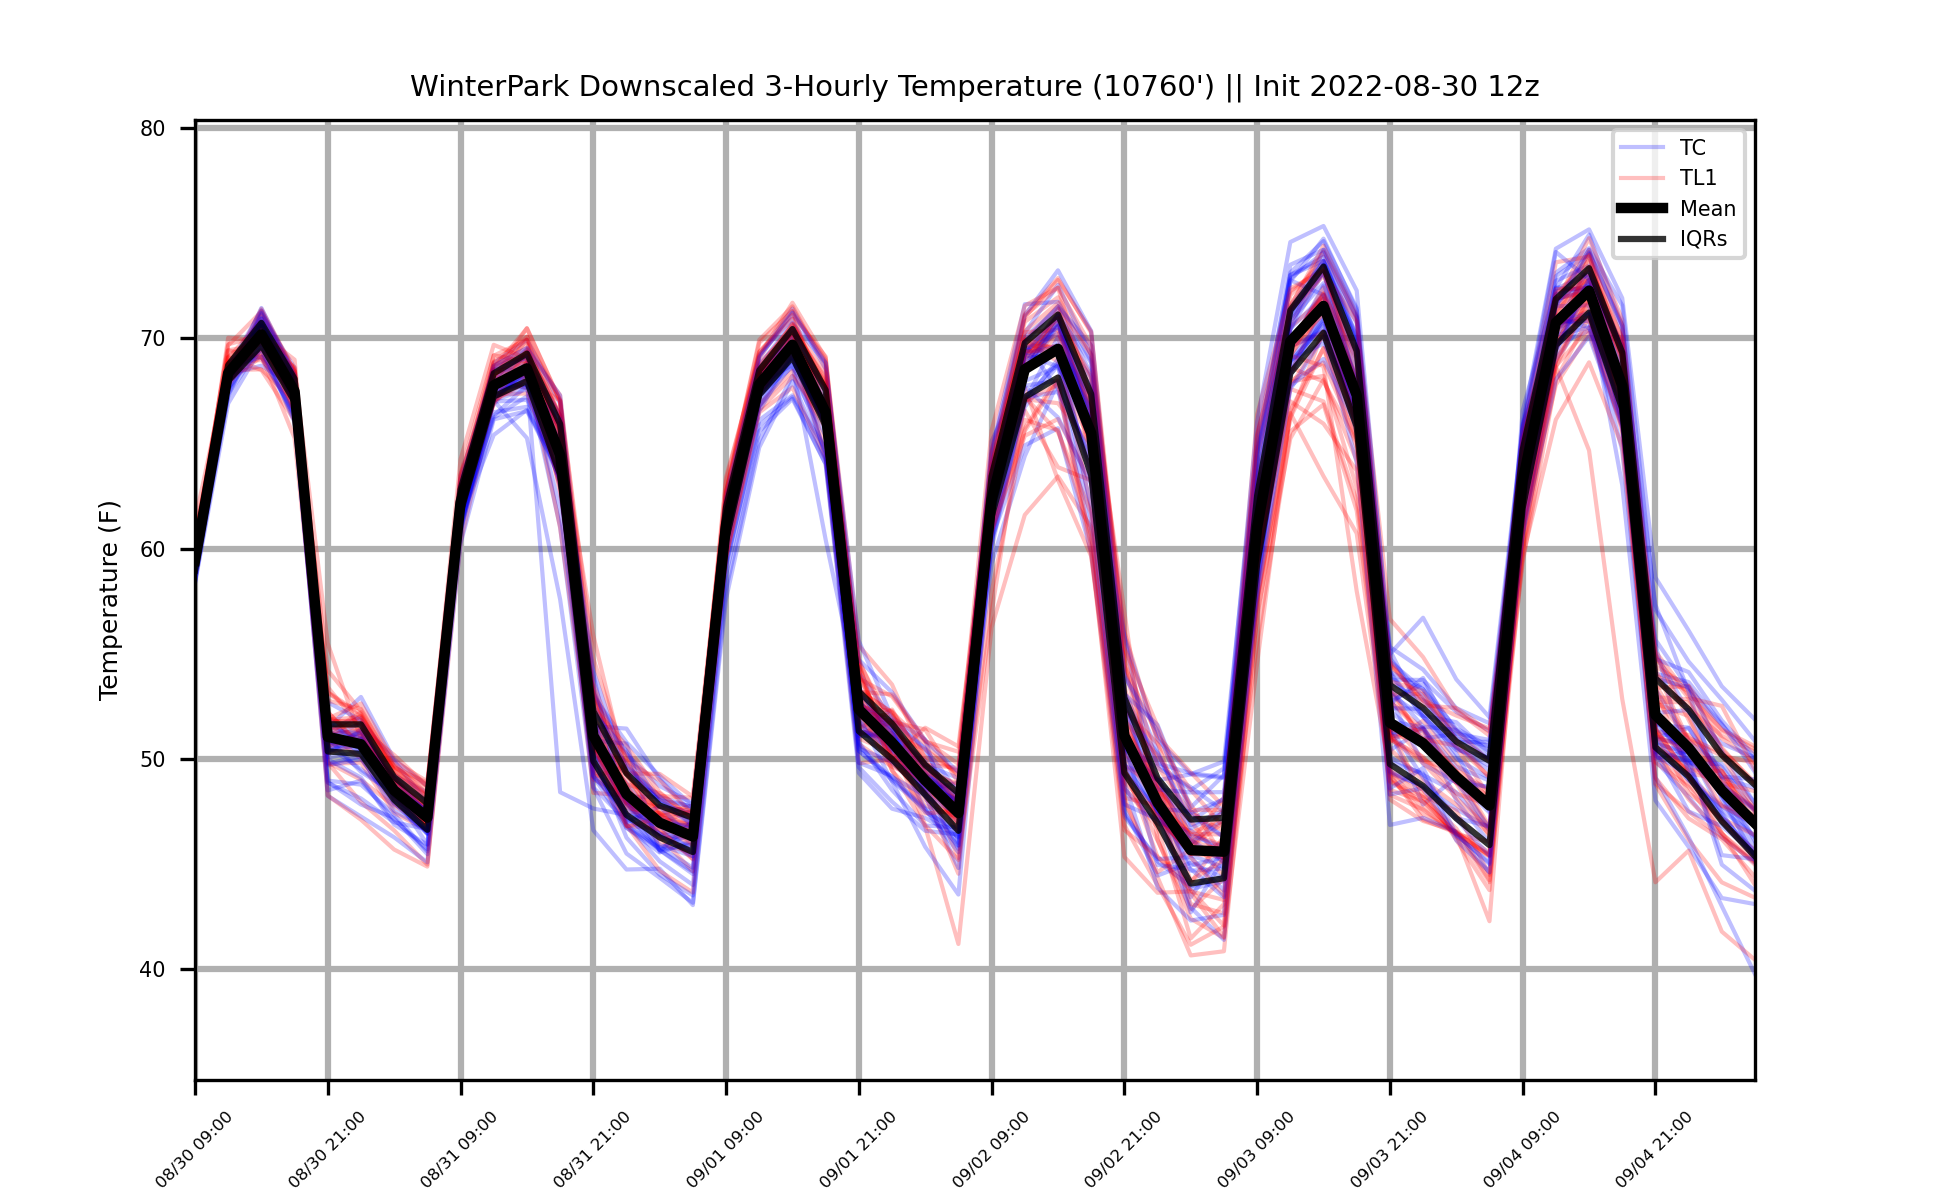 WinterPark Downscaled 3-Hourly Temperature (10760') || Init 2022-08-30 12z
TC
TL1
Mean
IQRs
Temperature (F)
80
70
60
50
40
08/30 09:00
08/30 21:00
08/31 09:00
08/31 21:00
09/01 09:00
09/01 21:00
09/02 09:00
09/02 21:00
09/03 09:00
09/03 21:00
09/04 09:00
09/04 21:00